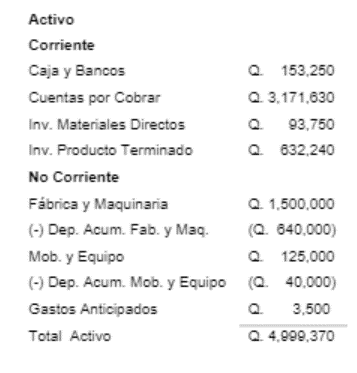 Activo
Corriente
Caja y Bancos Q. 153,250
Cuentas por Cobrar Q. 3,171,630
Inv. Materiales Directos Q. 93,750
Inv. Producto Terminado Q. 632,240
No Corriente
Fábrica y Maquinaria Q. 1,500,000
(-) Dep. Acum. Fab. y Maq. (Q. 640,000)
Mob. y Equipo Q. 125,000
(-) Dep. Acum. Mob. y Equipo (Q. 40,000)
Gastos Anticipados Q. 3,500
Total Activo Q. 4,999,370